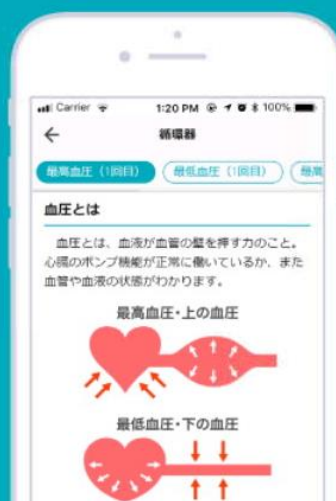 Carrier 1:20 PM 100%
循環器
最高血圧（1回目） 最低血圧（1回目） 最高
血圧とは
血圧とは、血液が血管の壁を押す力のこと。
心臓のポンプ機能が正常に働いているか、また
血管や血液の状態がわかります。
最高血圧・上の血圧
最低血圧・下の血圧